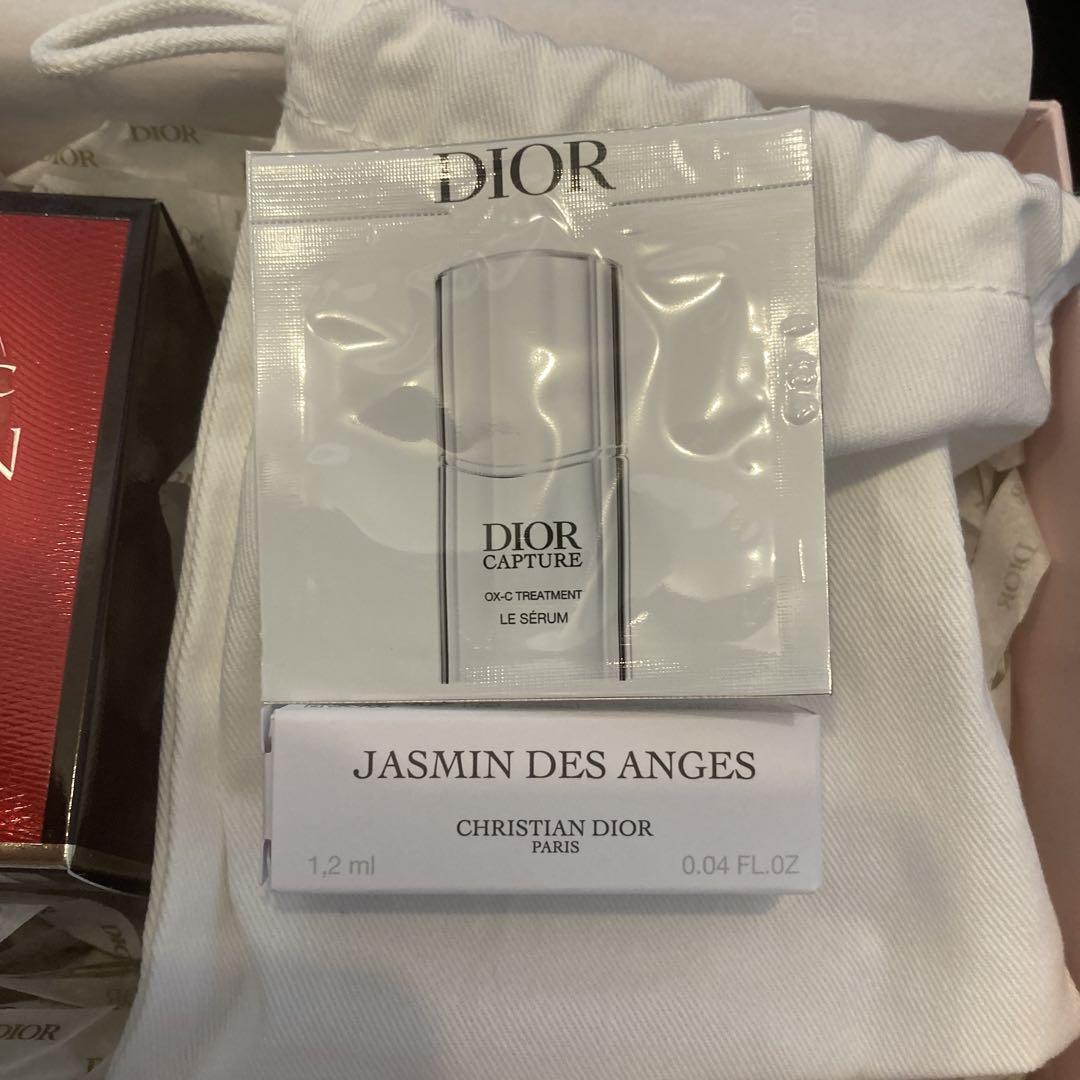 DIOR
DIOR
DIOR
DIOR
CAPTURE
OX-C TREATMENT
LE SÉRUM
C
N
DIOR
JASMIN DES ANGES
CHRISTIAN DIOR
PARIS
1,2 ml
0.04 FL.OZ
DIOR